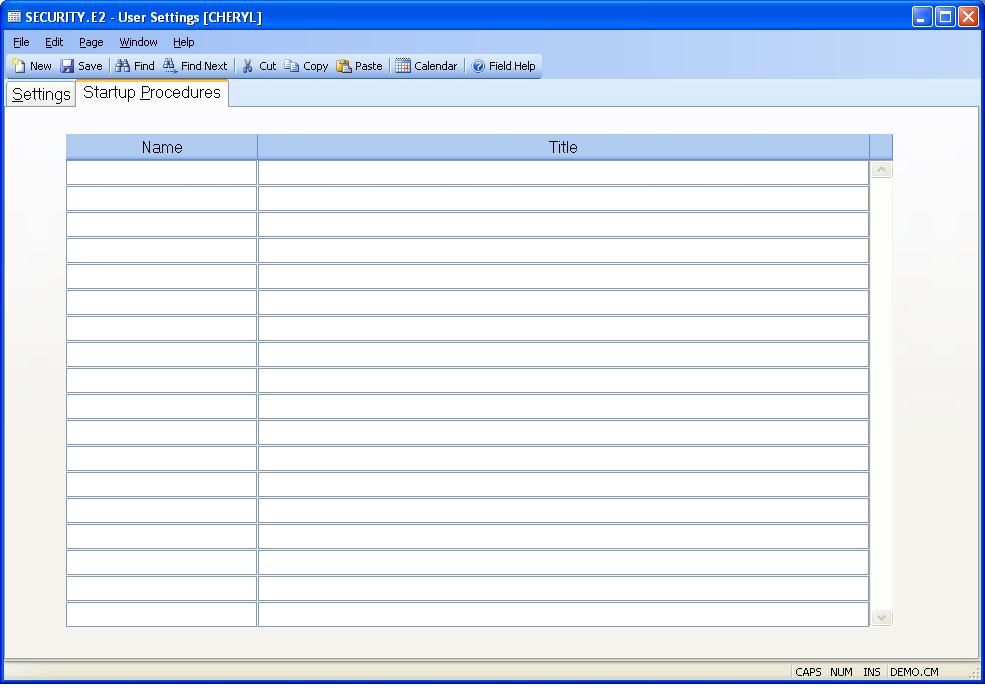 SECURITY.E2 - User Settings [CHERYL]
File Edit Page Window Help
New Save Find Find Next Cut Copy Paste Calendar Field Help
Settings Startup Procedures
Name Title
CAPS NUM INS DEMO.CM